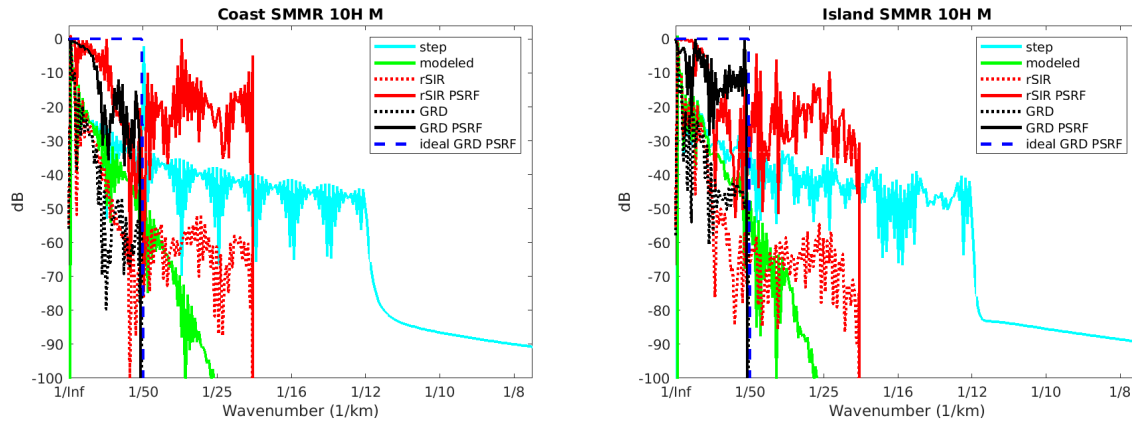 Coast SMMR 10H M
0
-10
-20
-30
-40
-50
-60
-70
-80
-90
-100
dB
1/Inf
1/50
1/25
1/16
1/12
1/10
1/8
Wavenumber (1/km)
step
modeled
rSIR
rSIR PSRF
GRD
GRD PSRF
ideal GRD PSRF
Island SMMR 10H M
0
-10
-20
-30
-40
-50
-60
-70
-80
-90
-100
dB
1/Inf
1/50
1/25
1/16
1/12
1/10
1/8
Wavenumber (1/km)
step
modeled
rSIR
rSIR PSRF
GRD
GRD PSRF
ideal GRD PSRF